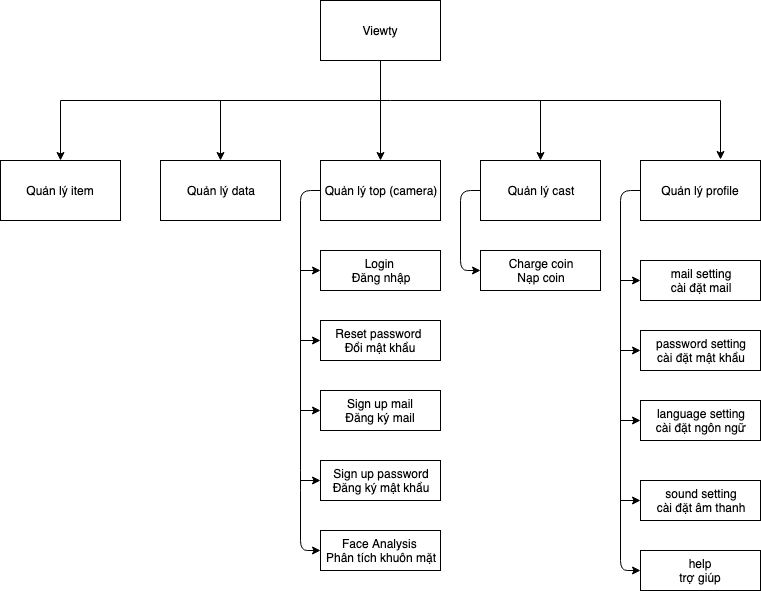 Viewty
Quản lý item
Quản lý data
Quản lý top (camera)
Quản lý cast
Quản lý profile
Login
Đăng nhập
Reset password
Đổi mật khẩu
Sign up mail
Đăng ký mail
Sign up password
Đăng ký mật khẩu
Face Analysis
Phân tích khuôn mặt
Charge coin
Nạp coin
mail setting
cài đặt mail
password setting
cài đặt mật khẩu
language setting
cài đặt ngôn ngữ
sound setting
cài đặt âm thanh
help
trợ giúp